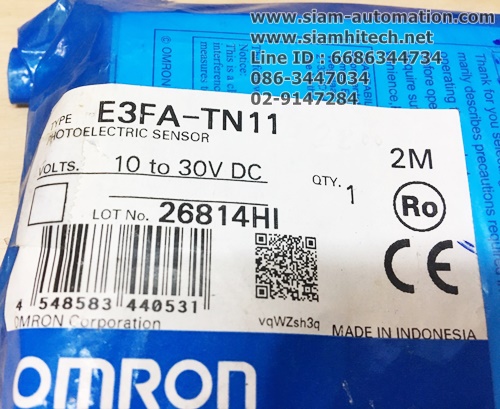 www.siam-automation.com
www.siamhitech.net
Line ID : 6686344734
086-3447034
02-9147284
© OMRON
Notice:
TYPE E3FA-TN11
PHOTOELECTRIC SENSOR
2M
VOLTS. 10 to 30V DC
QTY. 1
Ro
LOT No. 26814HI
CE
4 548583 440531
vqWZsh3q
OMRON Corporation
MADE IN INDONESIA
OMRON